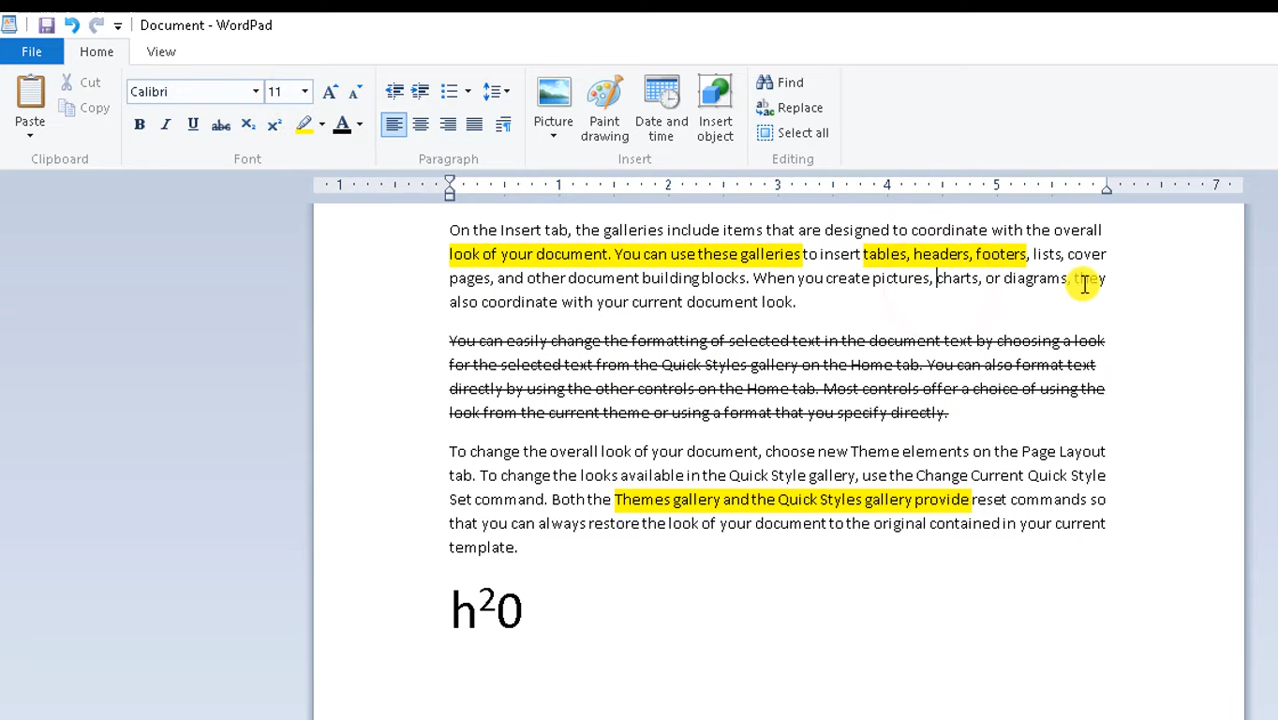 Document - WordPad
File Home View
Paste Cut Copy Clipboard
Calibri 11
B I U abc X₂ X² A
Font
Paragraph
Picture Paint drawing Date and time Insert object
Insert
Find
Replace
Select all
Editing
1 1 2 3 4 5 7
On the Insert tab, the galleries include items that are designed to coordinate with the overall
look of your document. You can use these galleries to insert tables, headers, footers, lists, cover
pages, and other document building blocks. When you create pictures, charts, or diagrams, they
also coordinate with your current document look.
You can easily change the formatting of selected text in the document text by choosing a look
for the selected text from the Quick Styles gallery on the Home tab. You can also format text
directly by using the other controls on the Home tab. Most controls offer a choice of using the
look from the current theme or using a format that you specify directly.
To change the overall look of your document, choose new Theme elements on the Page Layout
tab. To change the looks available in the Quick Style gallery, use the Change Current Quick Style
Set command. Both the Themes gallery and the Quick Styles gallery provide reset commands so
that you can always restore the look of your document to the original contained in your current
template.
h²0